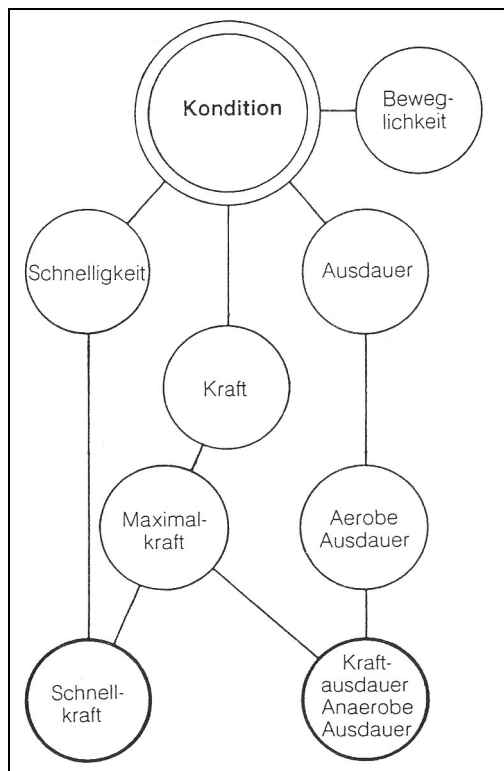 Kondition
Beweg-
lichkeit
Schnelligkeit
Ausdauer
Kraft
Maximal-
kraft
Aerobe
Ausdauer
Schnell-
kraft
Kraft-
ausdauer
Anaerobe
Ausdauer